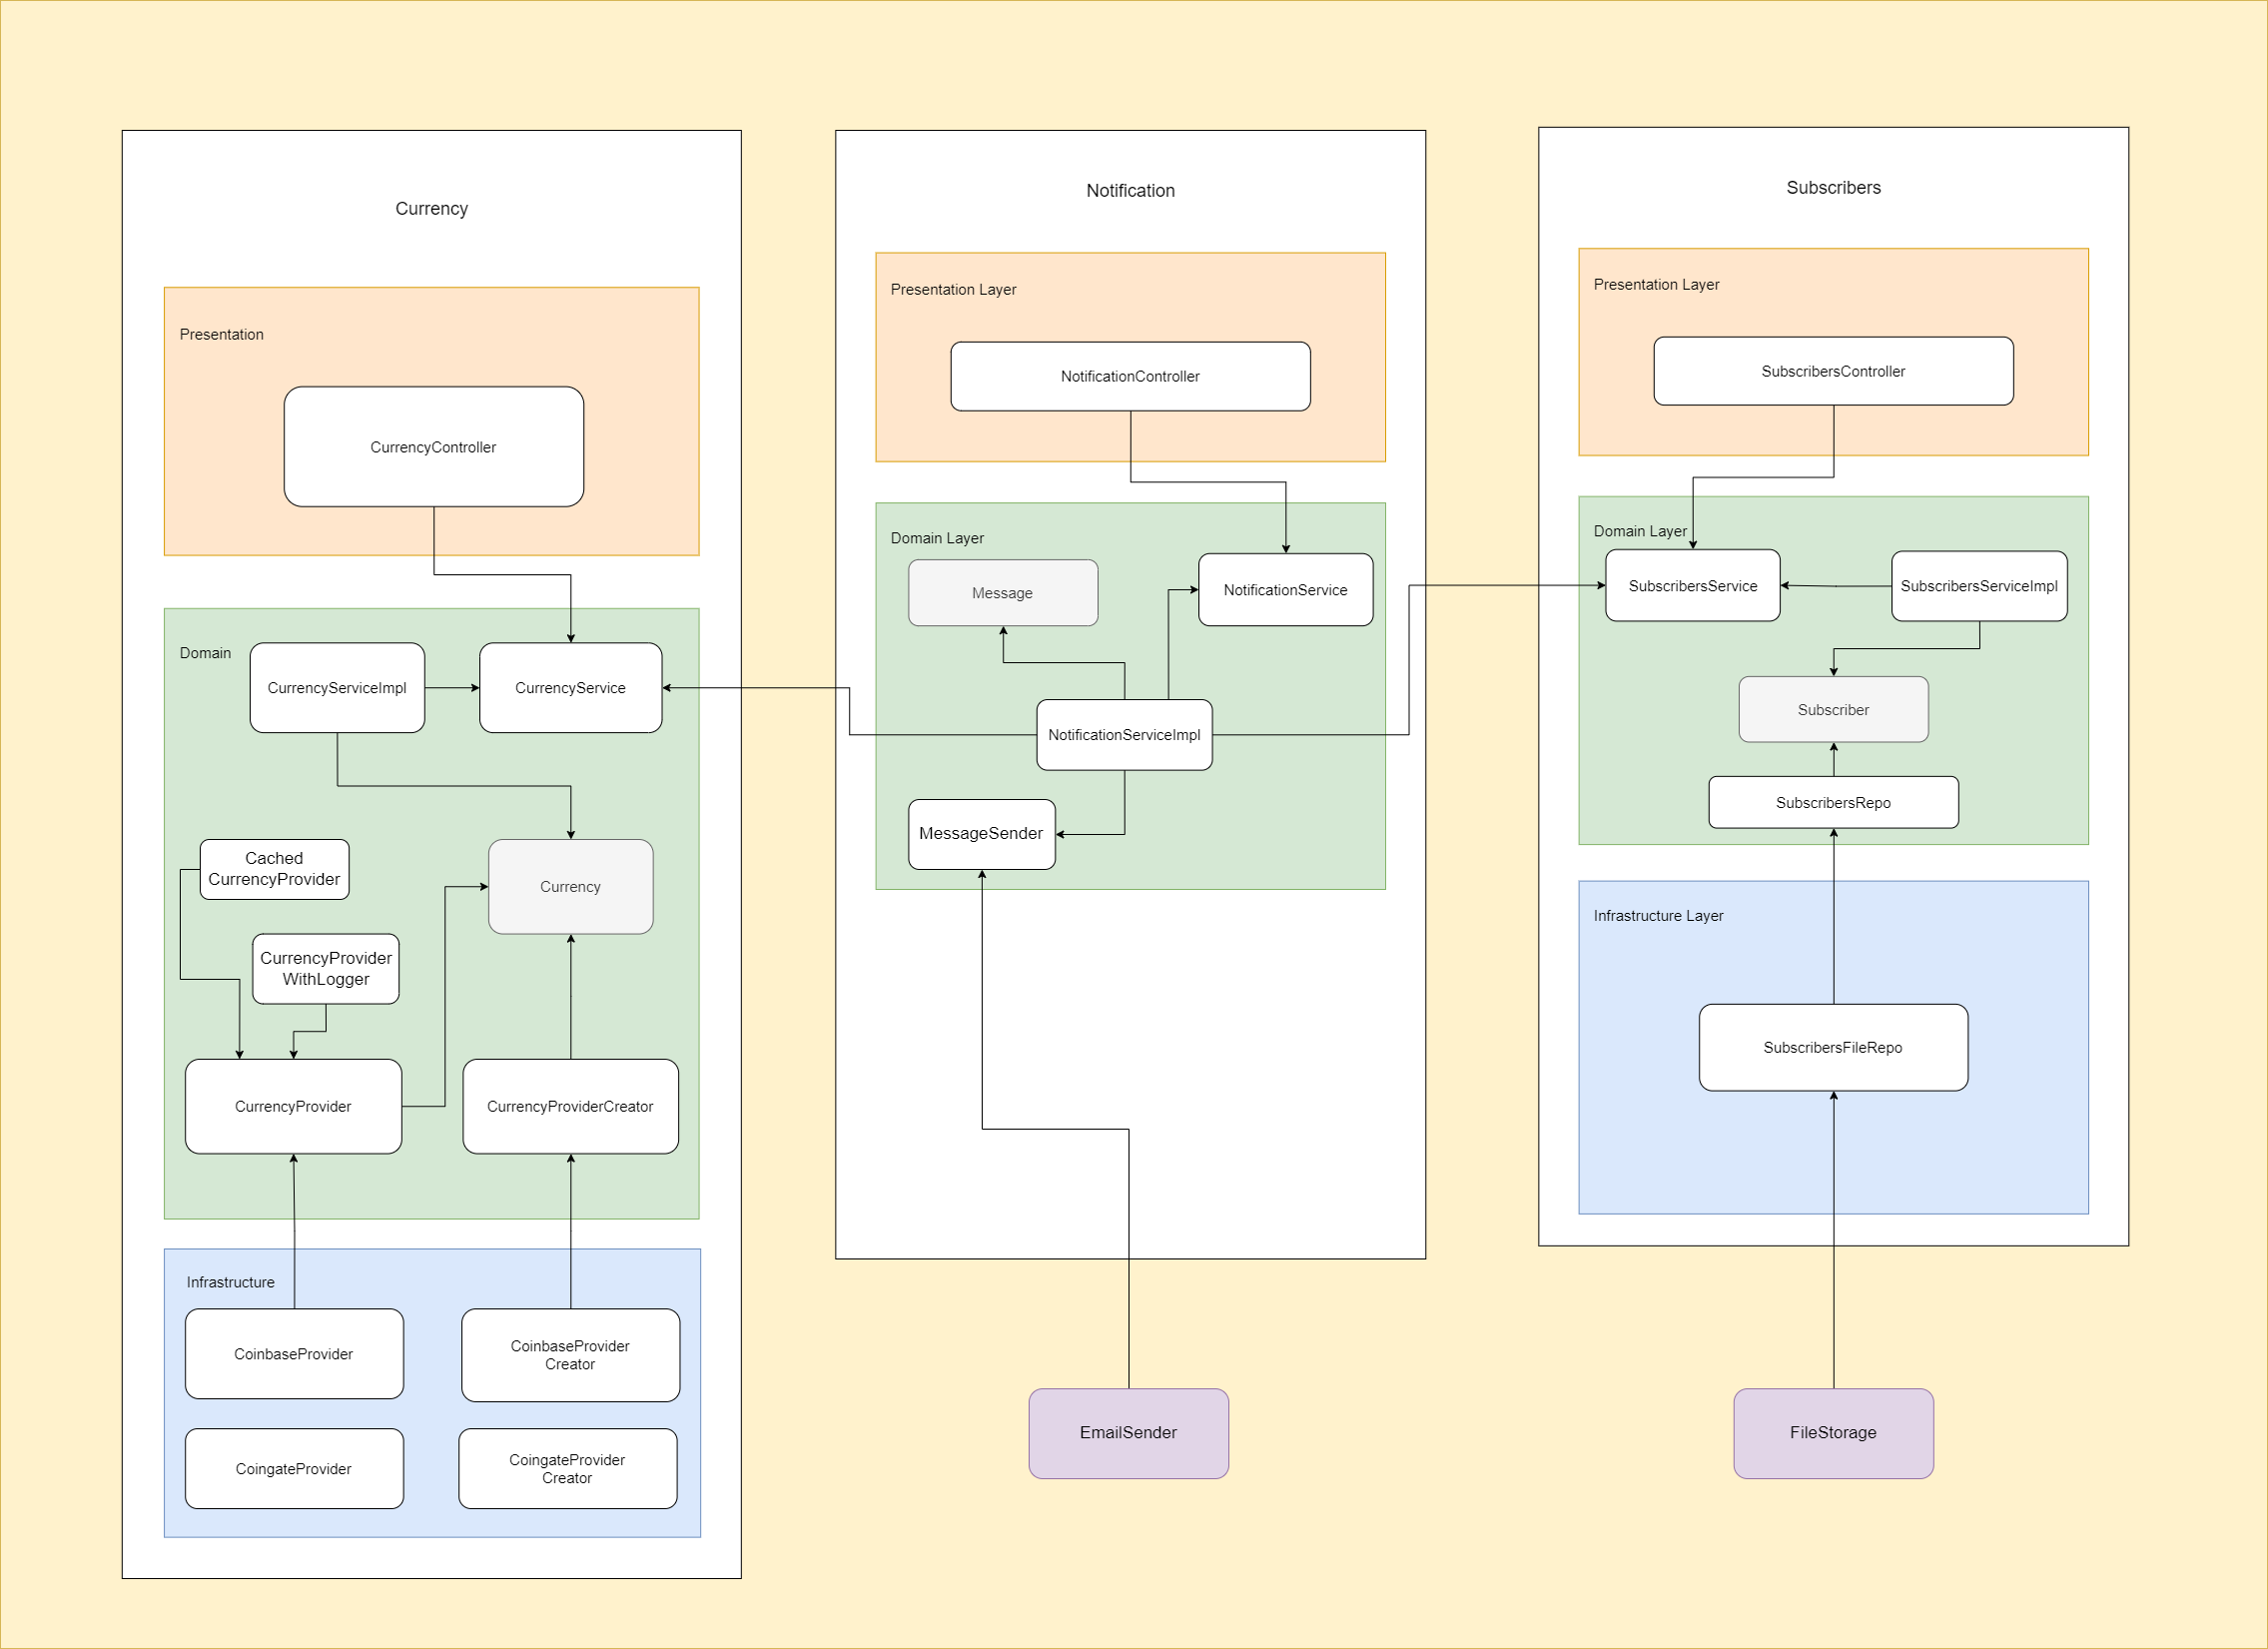 Currency
Presentation
CurrencyController
Domain
CurrencyServiceImpl
CurrencyService
Cached
CurrencyProvider
Currency
CurrencyProvider
WithLogger
CurrencyProvider
CurrencyProviderCreator
Infrastructure
CoinbaseProvider
CoinbaseProvider
Creator
CoingateProvider
CoingateProvider
Creator
Notification
Presentation Layer
NotificationController
Domain Layer
Message
NotificationService
NotificationServiceImpl
MessageSender
EmailSender
Subscribers
Presentation Layer
SubscribersController
Domain Layer
SubscribersService
SubscribersServiceImpl
Subscriber
SubscribersRepo
Infrastructure Layer
SubscribersFileRepo
FileStorage